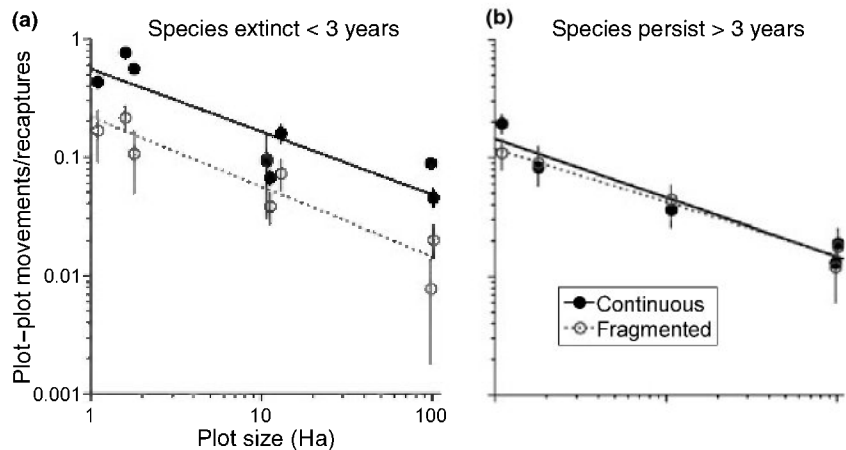 (a)
Species extinct < 3 years
(b)
Species persist > 3 years
Plot–plot movements/recaptures
1
0.1
0.01
0.001
1
10
100
Plot size (Ha)
Continuous
Fragmented